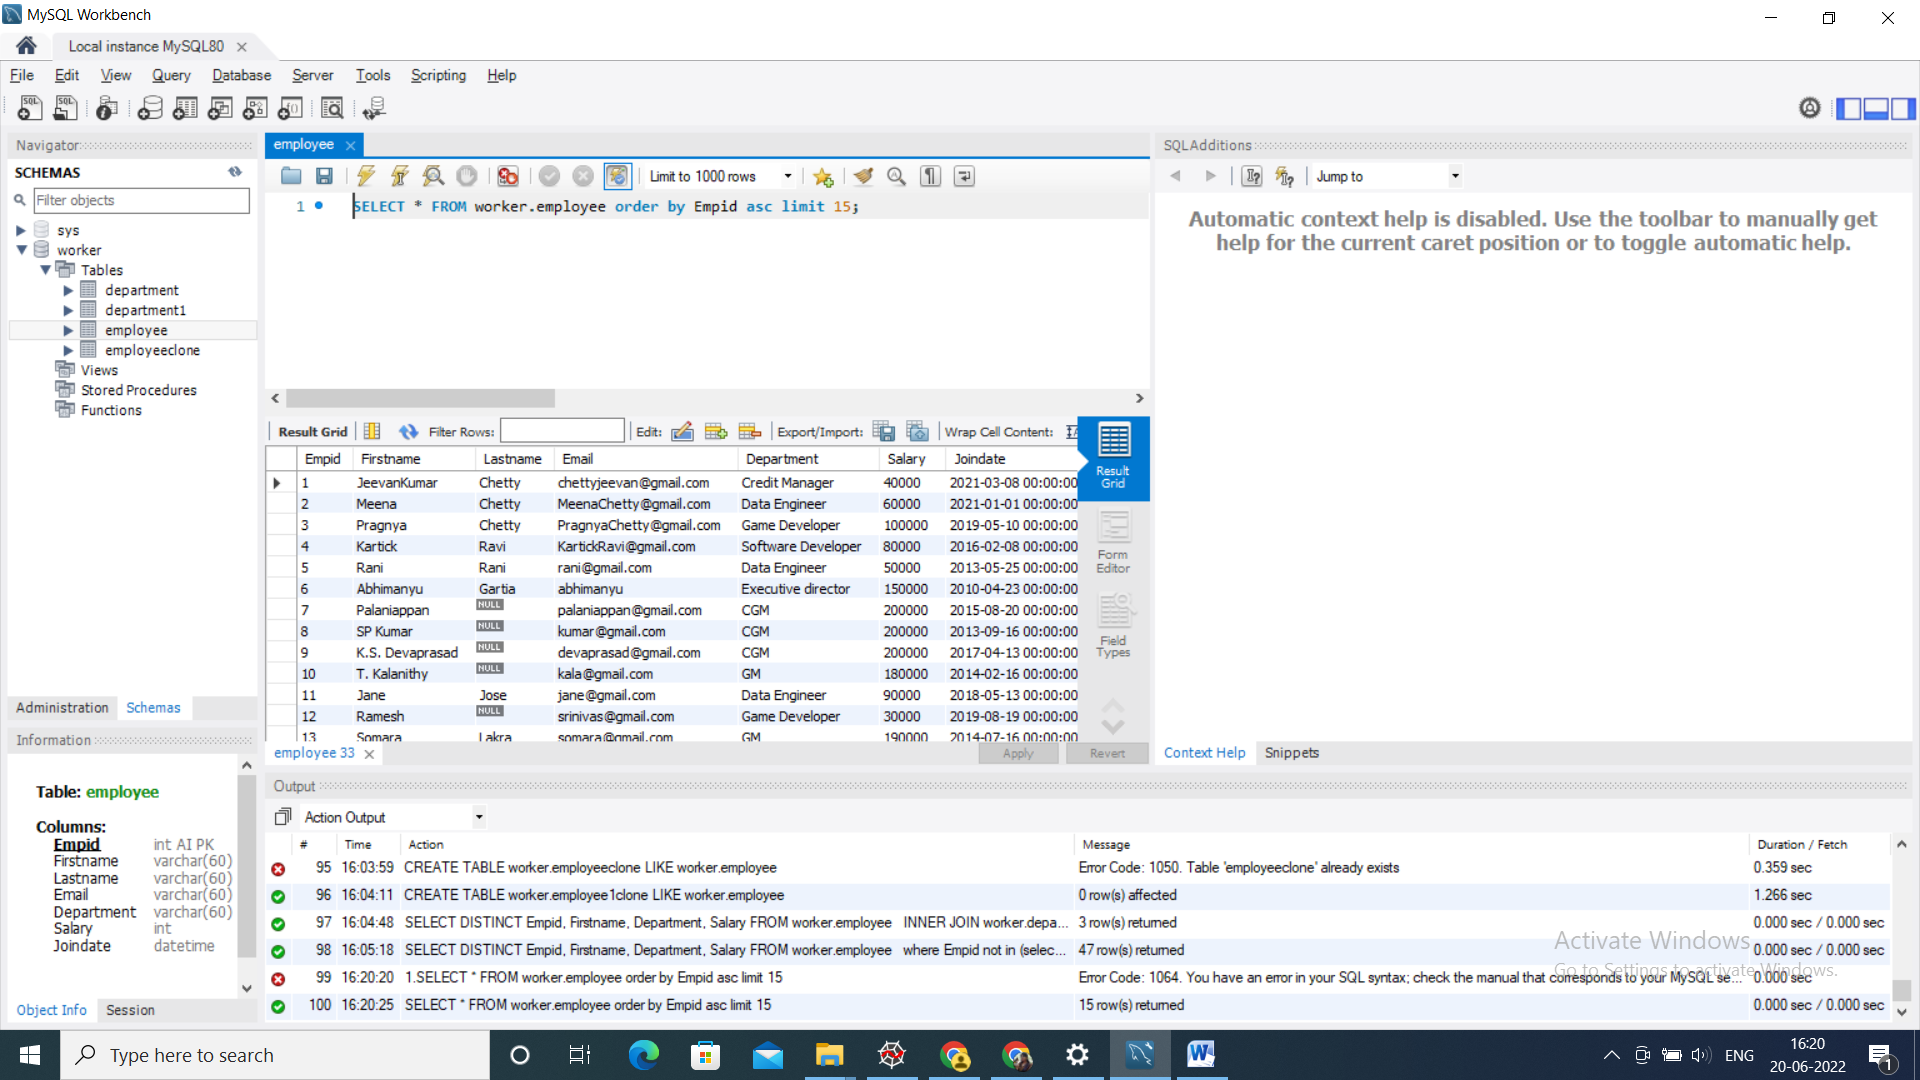 MySQL Workbench
Local instance MySQL80
File Edit View Query Database Server Tools Scripting Help
Navigator
SCHEMAS
Filter objects
sys
worker
Tables
department
department1
employee
employeeclone
Views
Stored Procedures
Functions
Administration Schemas
Information
Table: employee
Columns:
Empid int AI PK
Firstname varchar(60)
Lastname varchar(60)
Email varchar(60)
Department varchar(60)
Salary int
Joindate datetime
Object Info Session
employee
Limit to 1000 rows
1 SELECT * FROM worker.employee order by Empid asc limit 15;
Result Grid Filter Rows: Edit: Export/Import: Wrap Cell Content:
Empid Firstname Lastname Email Department Salary Joindate
1 JeevanKumar Chetty chettyjeevan@gmail.com Credit Manager 40000 2021-03-08 00:00:00
2 Meena Chetty MeenaChetty@gmail.com Data Engineer 60000 2021-01-01 00:00:00
3 Pragnya Chetty PragnyaChetty@gmail.com Game Developer 100000 2019-05-10 00:00:00
4 Kartick Ravi KartickRavi@gmail.com Software Developer 80000 2016-02-08 00:00:00
5 Rani Rani rani@gmail.com Data Engineer 50000 2013-05-25 00:00:00
6 Abhimanyu Gartia abhimanyu Executive director 150000 2010-04-23 00:00:00
7 Palaniappan NULL palaniappan@gmail.com CGM 200000 2015-08-20 00:00:00
8 SP Kumar NULL kumar@gmail.com CGM 200000 2013-09-16 00:00:00
9 K.S. Devaprasad NULL devaprasad@gmail.com CGM 200000 2017-04-13 00:00:00
10 T. Kalanithy NULL kala@gmail.com GM 180000 2014-02-16 00:00:00
11 Jane Jose jane@gmail.com Data Engineer 90000 2018-05-13 00:00:00
12 Ramesh NULL srinivas@gmail.com Game Developer 30000 2019-08-19 00:00:00
13 Somara Lakra somara@gmail.com GM 190000 2014-07-16 00:00:00
Result Grid
Form Editor
Field Types
employee 33 Apply Revert
SQLAdditions
Jump to
Automatic context help is disabled. Use the toolbar to manually get
help for the current caret position or to toggle automatic help.
Context Help Snippets
Output
Action Output
# Time Action Message Duration / Fetch
95 16:03:59 CREATE TABLE worker.employeeclone LIKE worker.employee Error Code: 1050. Table 'employeeclone' already exists 0.359 sec
96 16:04:11 CREATE TABLE worker.employee1clone LIKE worker.employee 0 row(s) affected 1.266 sec
97 16:04:48 SELECT DISTINCT Empid, Firstname, Department, Salary FROM worker.employee INNER JOIN worker.depa... 3 row(s) returned 0.000 sec / 0.000 sec
98 16:05:18 SELECT DISTINCT Empid, Firstname, Department, Salary FROM worker.employee where Empid not in (selec... 47 row(s) returned 0.000 sec / 0.000 sec
99 16:20:20 1.SELECT * FROM worker.employee order by Empid asc limit 15 Error Code: 1064. You have an error in your SQL syntax; check the manual that corresponds to your MySQL se... 0.000 sec
100 16:20:25 SELECT * FROM worker.employee order by Empid asc limit 15 15 row(s) returned 0.000 sec / 0.000 sec
Activate Windows
Go to Settings to activate Windows.
Type here to search
ENG
16:20
20-06-2022
1